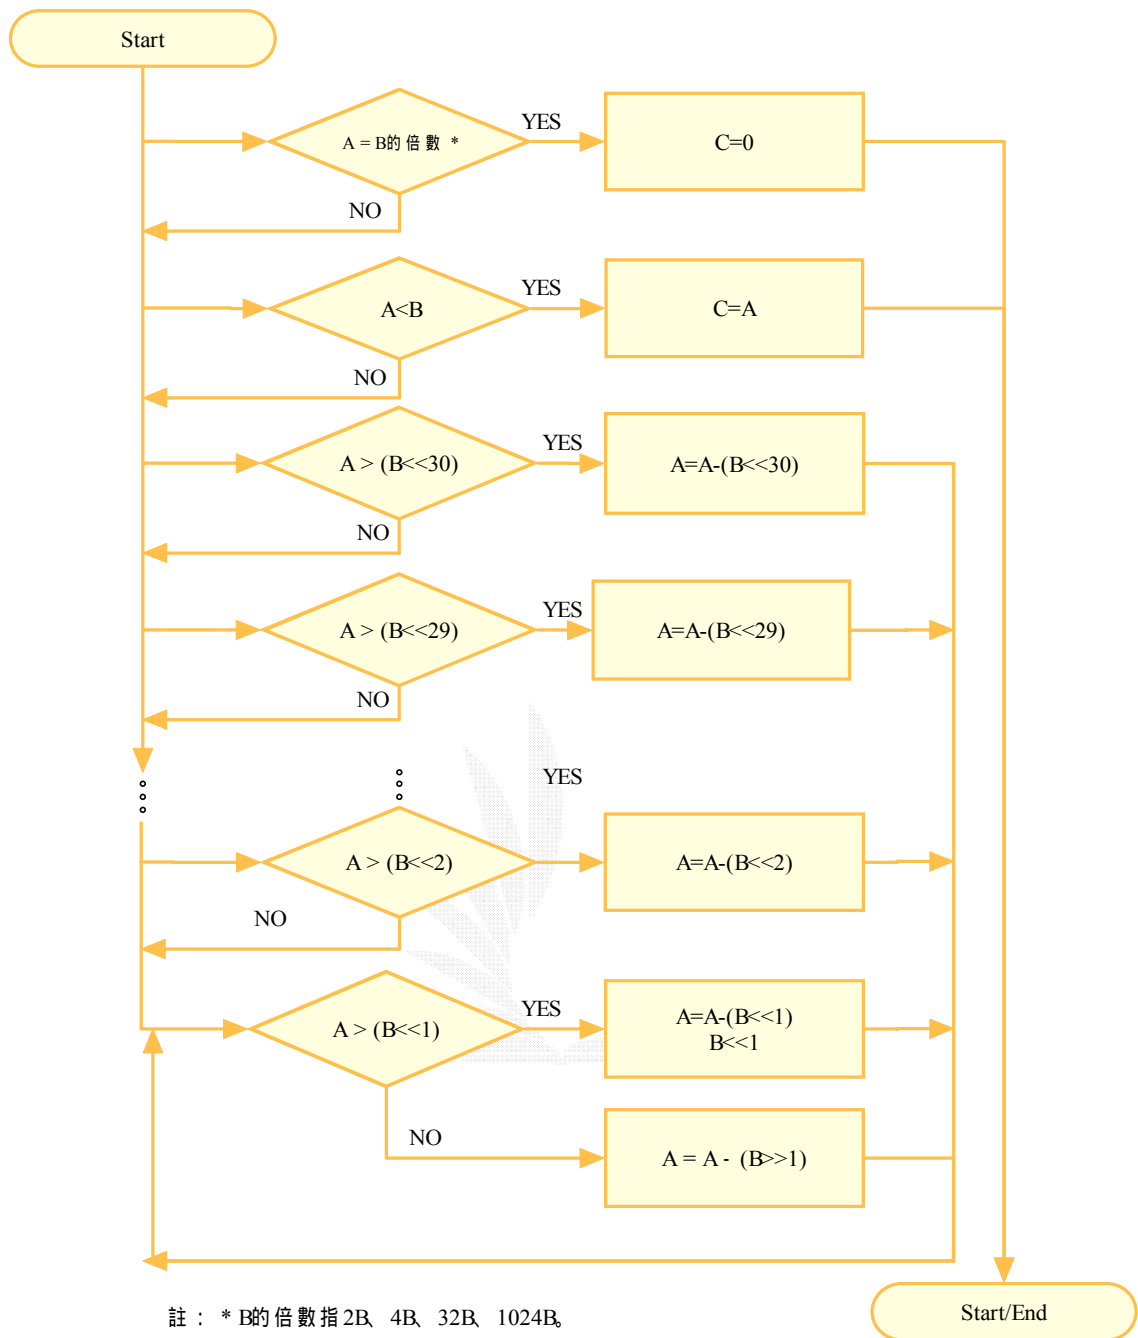 Start
A = B的倍數 *
YES
C=0
NO
A<B
YES
C=A
NO
A > (B<<30)
YES
A=A-(B<<30)
NO
A > (B<<29)
YES
A=A-(B<<29)
NO
YES
A > (B<<2)
A=A-(B<<2)
NO
A > (B<<1)
YES
A=A-(B<<1)
B<<1
NO
A = A - (B>>1)
Start/End
註：* B的倍數指2B、4B、32B、1024B。